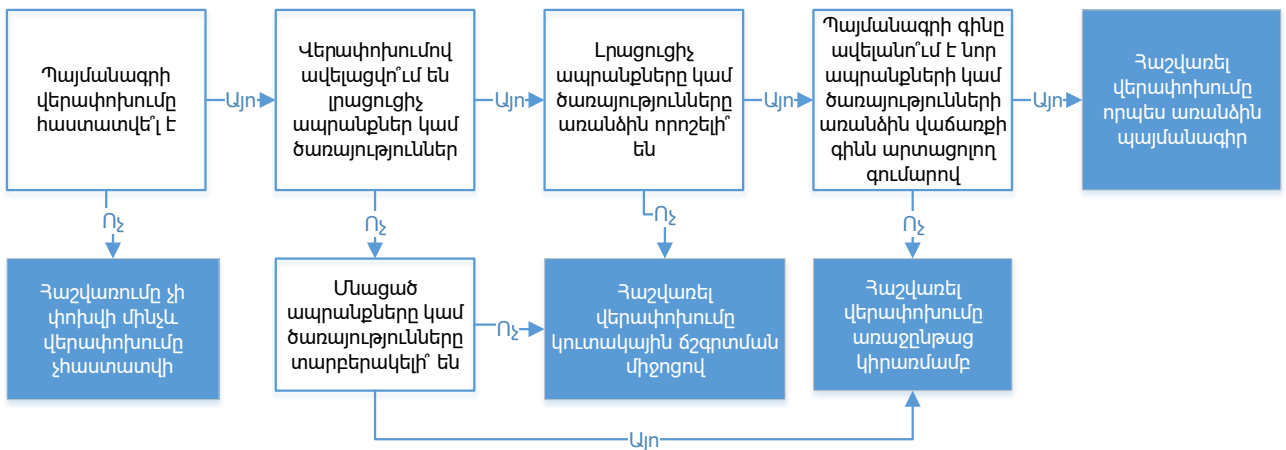 Պայմանագրի
վերափոխումը
հաստատվե՞լ է
Այո
Վերափոխումով
ավելացվո՞ւմ են
լրացուցիչ
ապրանքներ կամ
ծառայություններ
Այո
Լրացուցիչ
ապրանքները կամ
ծառայությունները
առանձին որոշելի՞
են
Այո
Պայմանագրի գինը
ավելանո՞ւմ է նոր
ապրանքների կամ
ծառայությունների
առանձին վաճառքի
գինն արտացոլող
գումարով
Այո
Հաշվառել
վերափոխումը
որպես առանձին
պայմանագիր
Ոչ
Ոչ
Ոչ
Ոչ
Հաշվառումը չի
փոխվի մինչև
վերափոխումը
չհաստատվի
Մնացած
ապրանքները կամ
ծառայությունները
տարբերակելի՞ են
Ոչ
Հաշվառել
վերափոխումը
կուտակային ճշգրտման
միջոցով
Հաշվառել
վերափոխումը
առաջընթաց
կիրառմամբ
Այո